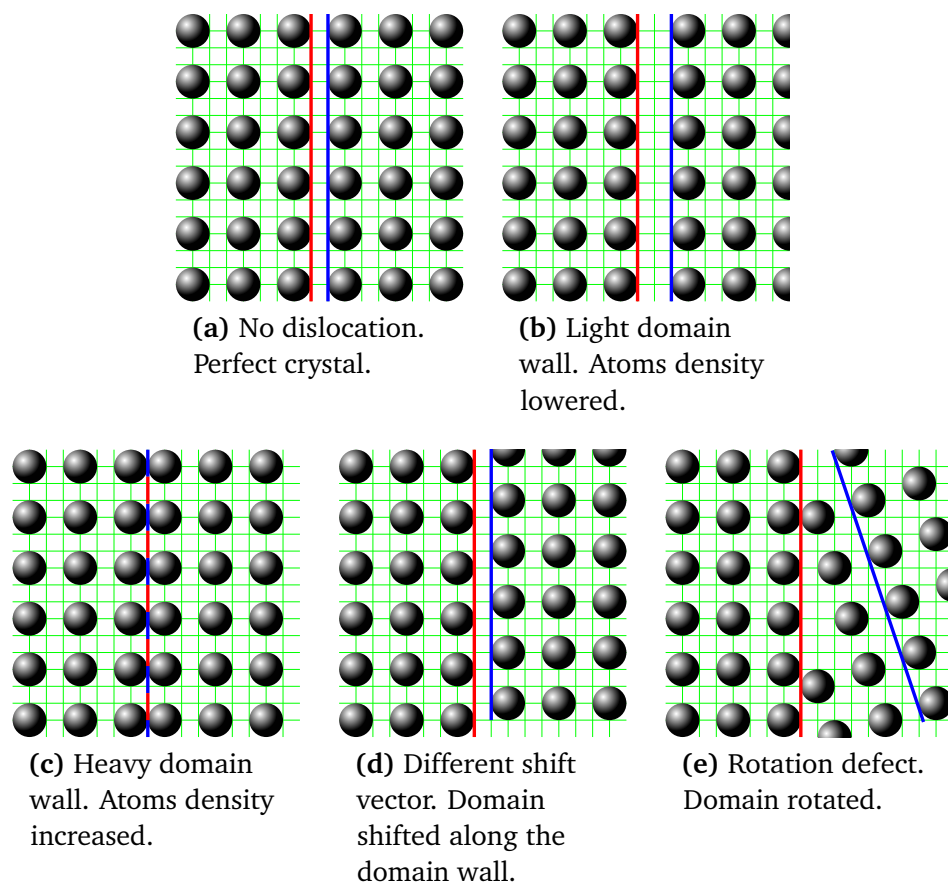 (a) No dislocation.
Perfect crystal.
(b) Light domain
wall. Atoms density
lowered.
(c) Heavy domain
wall. Atoms density
increased.
(d) Different shift
vector. Domain
shifted along the
domain wall.
(e) Rotation defect.
Domain rotated.